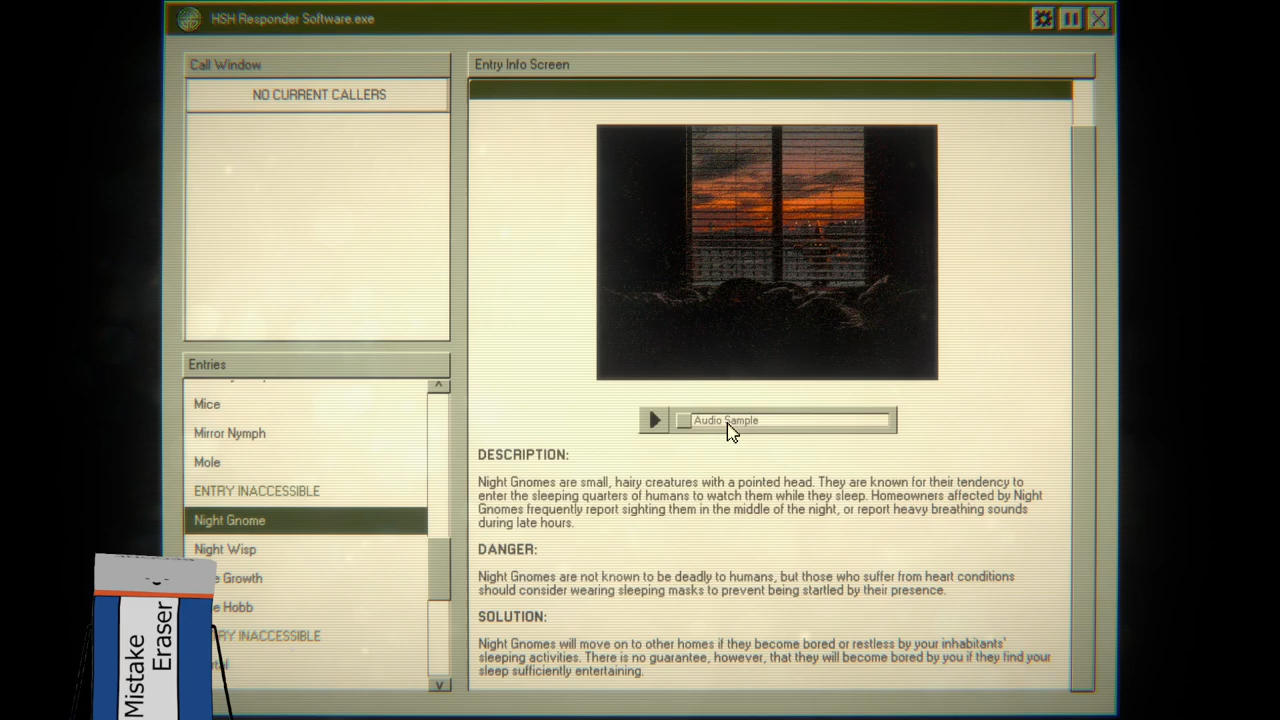 HSH Responder Software.exe
Call Window
NO CURRENT CALLERS
Entries
Mice
Mirror Nymph
Mole
ENTRY INACCESSIBLE
Night Gnome
Night Wisp
Growth
Hobb
ENTRY INACCESSIBLE
Mistake
Eraser
Entry Info Screen
Audio Sample
DESCRIPTION:
Night Gnomes are small, hairy creatures with a pointed head. They are known for their tendency to
enter the sleeping quarters of humans to watch them while they sleep. Homeowners affected by Night
Gnomes frequently report sighting them in the middle of the night, or report heavy breathing sounds
during late hours.
DANGER:
Night Gnomes are not known to be deadly to humans, but those who suffer from heart conditions
should consider wearing sleeping masks to prevent being startled by their presence.
SOLUTION:
Night Gnomes will move on to other homes if they become bored or restless by your inhabitants'
sleeping activities. There is no guarantee, however, that they will become bored by you if they find your
sleep sufficiently entertaining.